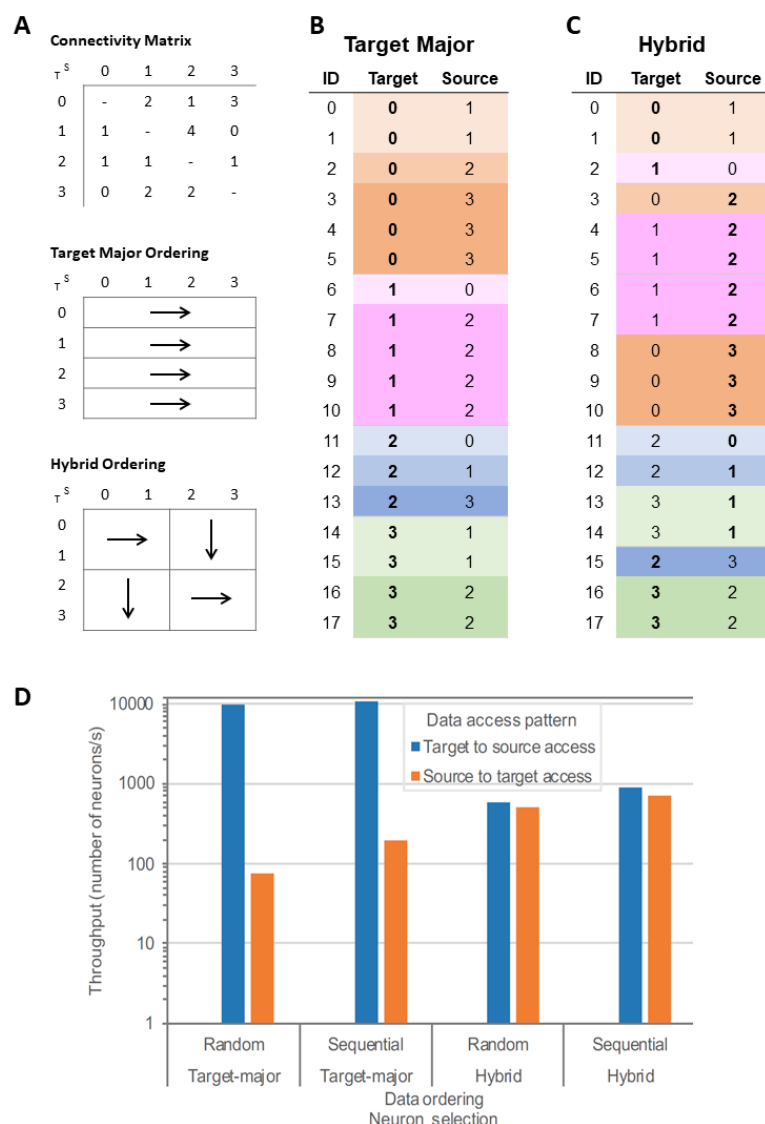 A
Connectivity Matrix
T S 0 1 2 3
0 - 2 1 3
1 1 - 4 0
2 1 1 - 1
3 0 2 2 -
Target Major Ordering
T S 0 1 2 3
0
1
2
3
Hybrid Ordering
T S 0 1 2 3
0
1
2
3
B
Target Major
ID Target Source
0 0 1
1 0 1
2 0 2
3 0 3
4 0 3
5 0 3
6 1 0
7 1 2
8 1 2
9 1 2
10 1 2
11 2 0
12 2 1
13 2 3
14 3 1
15 3 1
16 3 2
17 3 2
C
Hybrid
ID Target Source
0 0 1
1 0 1
2 1 0
3 0 2
4 1 2
5 1 2
6 1 2
7 1 2
8 0 3
9 0 3
10 0 3
11 2 0
12 2 1
13 3 1
14 3 1
15 2 3
16 3 2
17 3 2
D
Throughput (number of neurons/s)
10000
1000
100
10
1
Data access pattern
Target to source access
Source to target access
Random Sequential Random Sequential
Target-major Target-major Hybrid Hybrid
Data ordering
Neuron selection